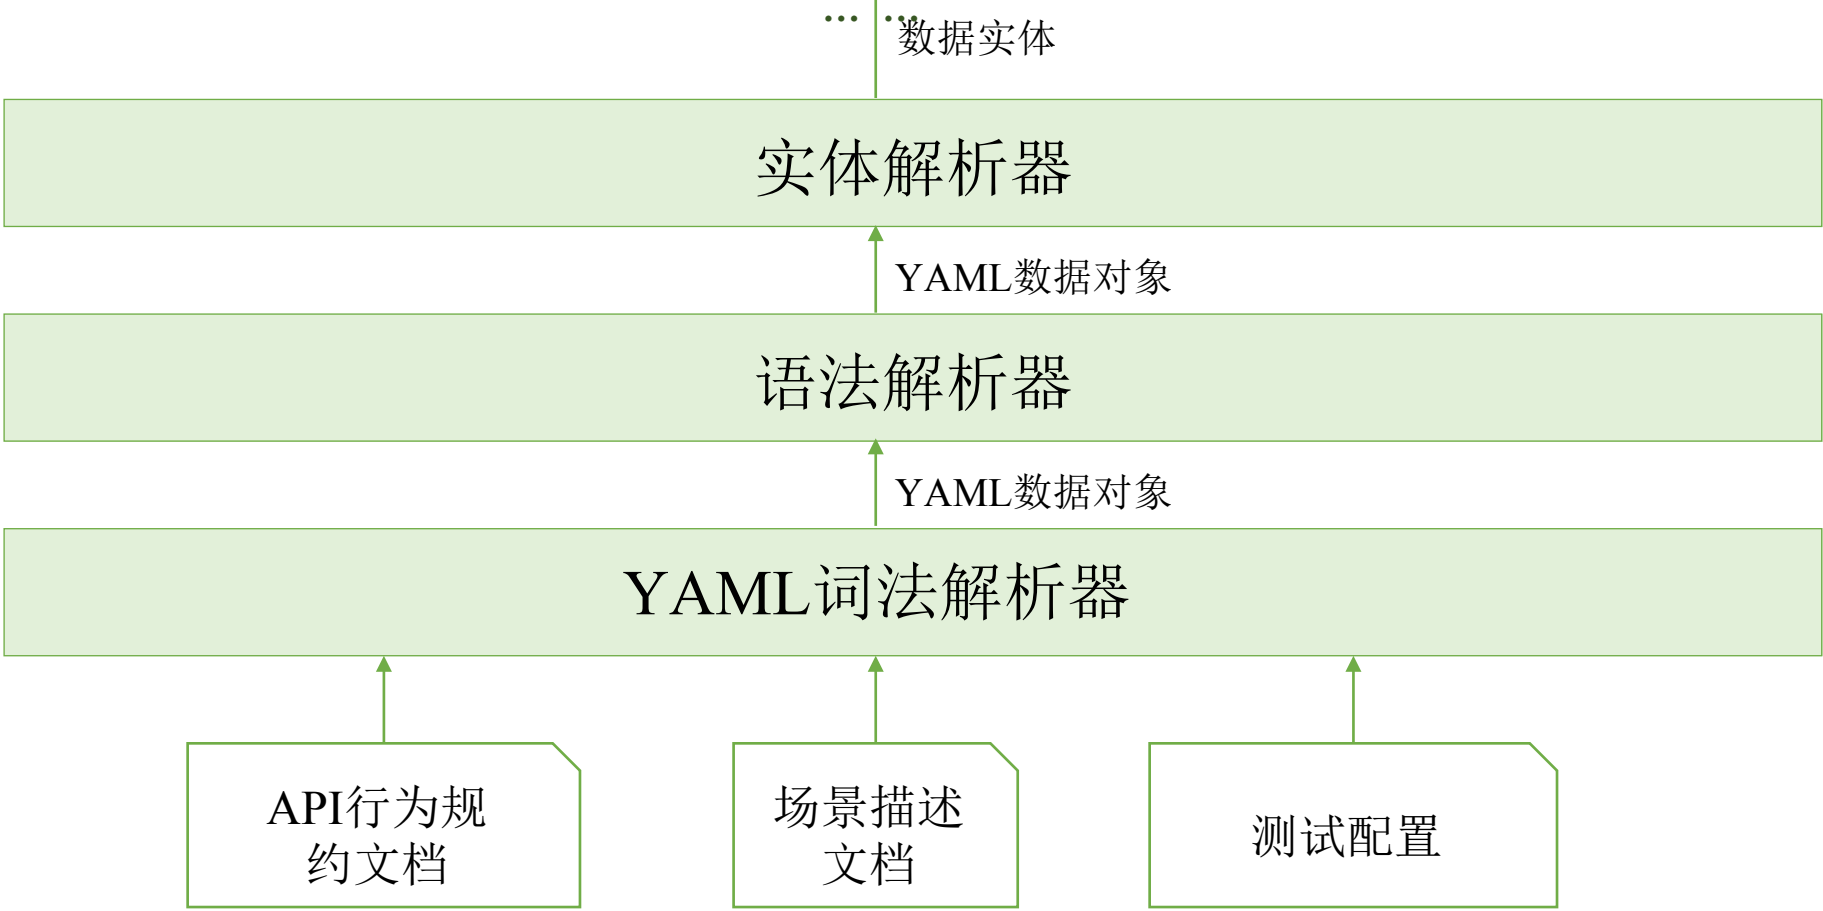 … …
数据实体
实体解析器
YAML数据对象
语法解析器
YAML数据对象
YAML词法解析器
API行为规
约文档
场景描述
文档
测试配置